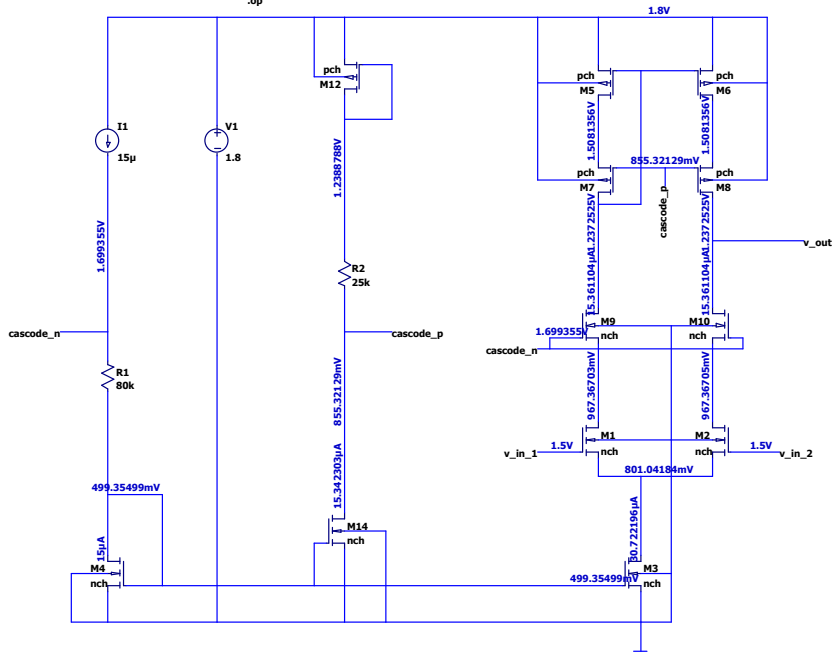 .op
1.8V
pch
M12
pch
M5
pch
M6
I1
15µ
V1
1.8
1.2388788V
1.5081356V
1.5081356V
855.32129mV
pch
M7
pch
M8
cascode_p
1.699355V
15.361104µA
1.2372525V
15.361104µA
1.2372525V
v_out
R2
25k
cascode_n
cascode_p
M9
M10
1.699355V
nch
nch
cascode_n
R1
80k
855.32129mV
967.36703mV
967.36705mV
1.5V
M1
M2
1.5V
v_in_1
nch
nch
v_in_2
801.04184mV
499.35499mV
15.342303µA
30.722196µA
M14
nch
15µA
M4
nch
499.35499mV
M3
nch